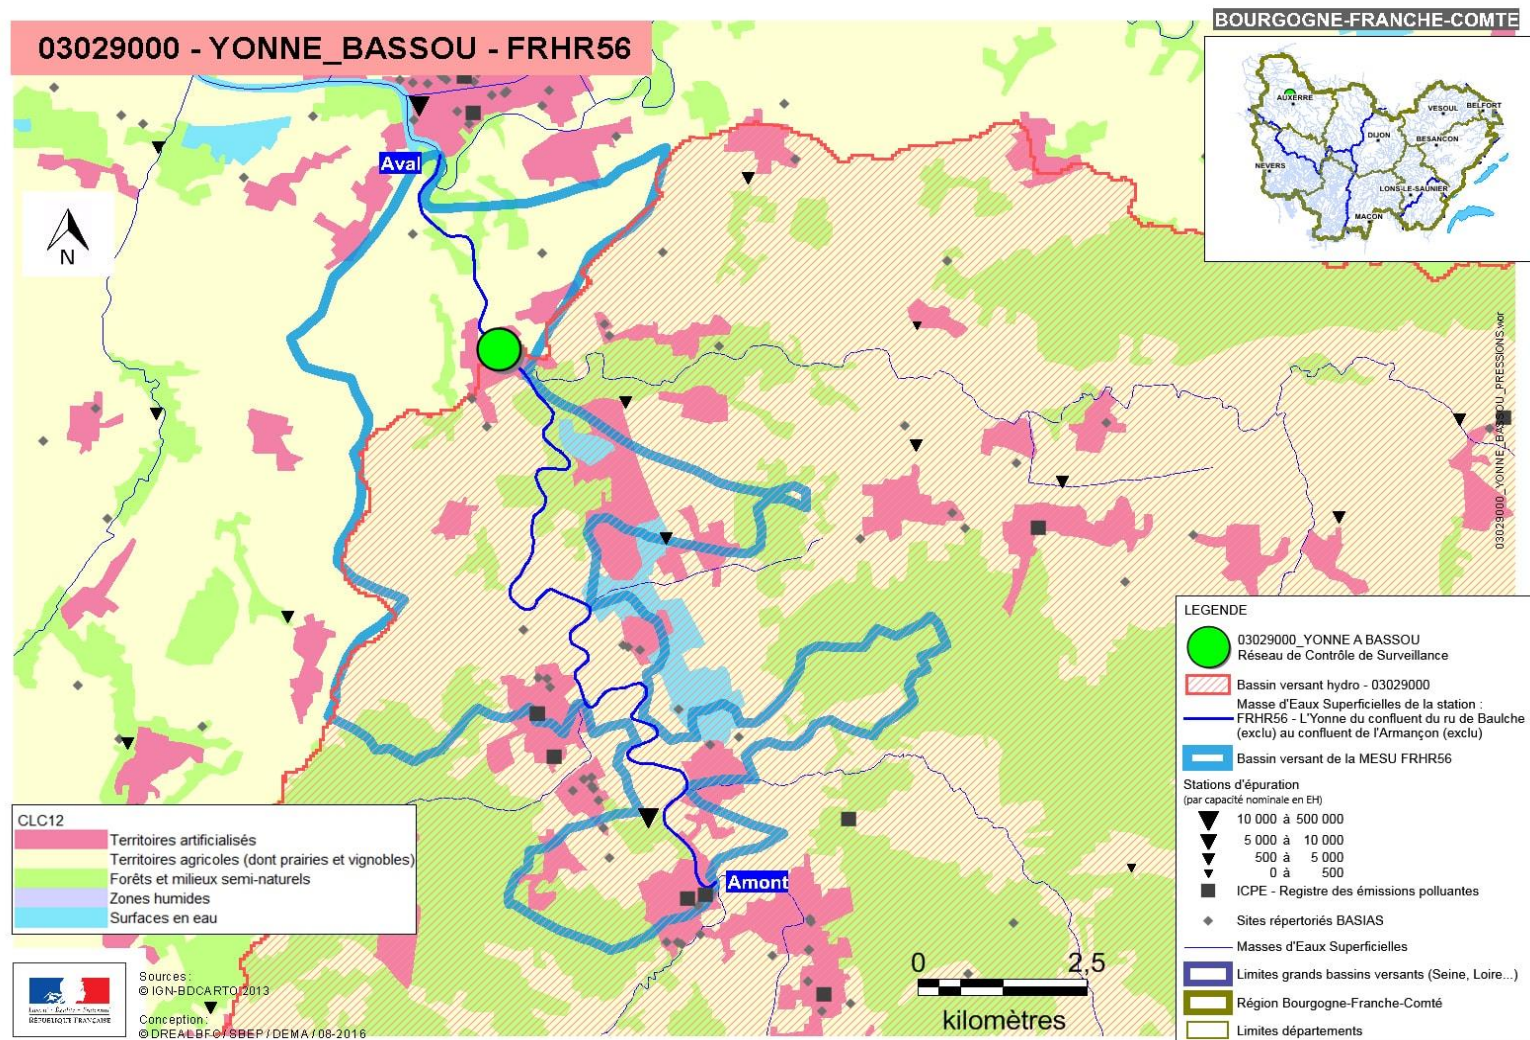 03029000 - YONNE_BASSOU - FRHR56
BOURGOGNE-FRANCHE-COMTE
AUXERRE
VESOUL
BELFORT
DIJON
BESANCON
NEVERS
LONS-LE-SAUNIER
MACON
Aval
N
Amont
03029000_YONNE_BASSOU_PRESSIONS.wor
LEGENDE
03029000_YONNE A BASSOU
Réseau de Contrôle de Surveillance
Bassin versant hydro - 03029000
Masse d'Eaux Superficielles de la station :
FRHR56 - L'Yonne du confluent du ru de Baulche
(exclu) au confluent de l'Armançon (exclu)
Bassin versant de la MESU FRHR56
Stations d'épuration
(par capacité nominale en EH)
10 000 à 500 000
5 000 à 10 000
500 à 5 000
0 à 500
ICPE - Registre des émissions polluantes
Sites répertoriés BASIAS
Masses d'Eaux Superficielles
Limites grands bassins versants (Seine, Loire...)
Région Bourgogne-Franche-Comté
Limites départements
CLC12
Territoires artificialisés
Territoires agricoles (dont prairies et vignobles)
Forêts et milieux semi-naturels
Zones humides
Surfaces en eau
0 2,5
kilomètres
Liberté • Égalité • Fraternité
RÉPUBLIQUE FRANÇAISE
Sources :
© IGN-BDCARTO 2013
Conception :
© DREAL BFC / SBEP / DEMA / 08-2016